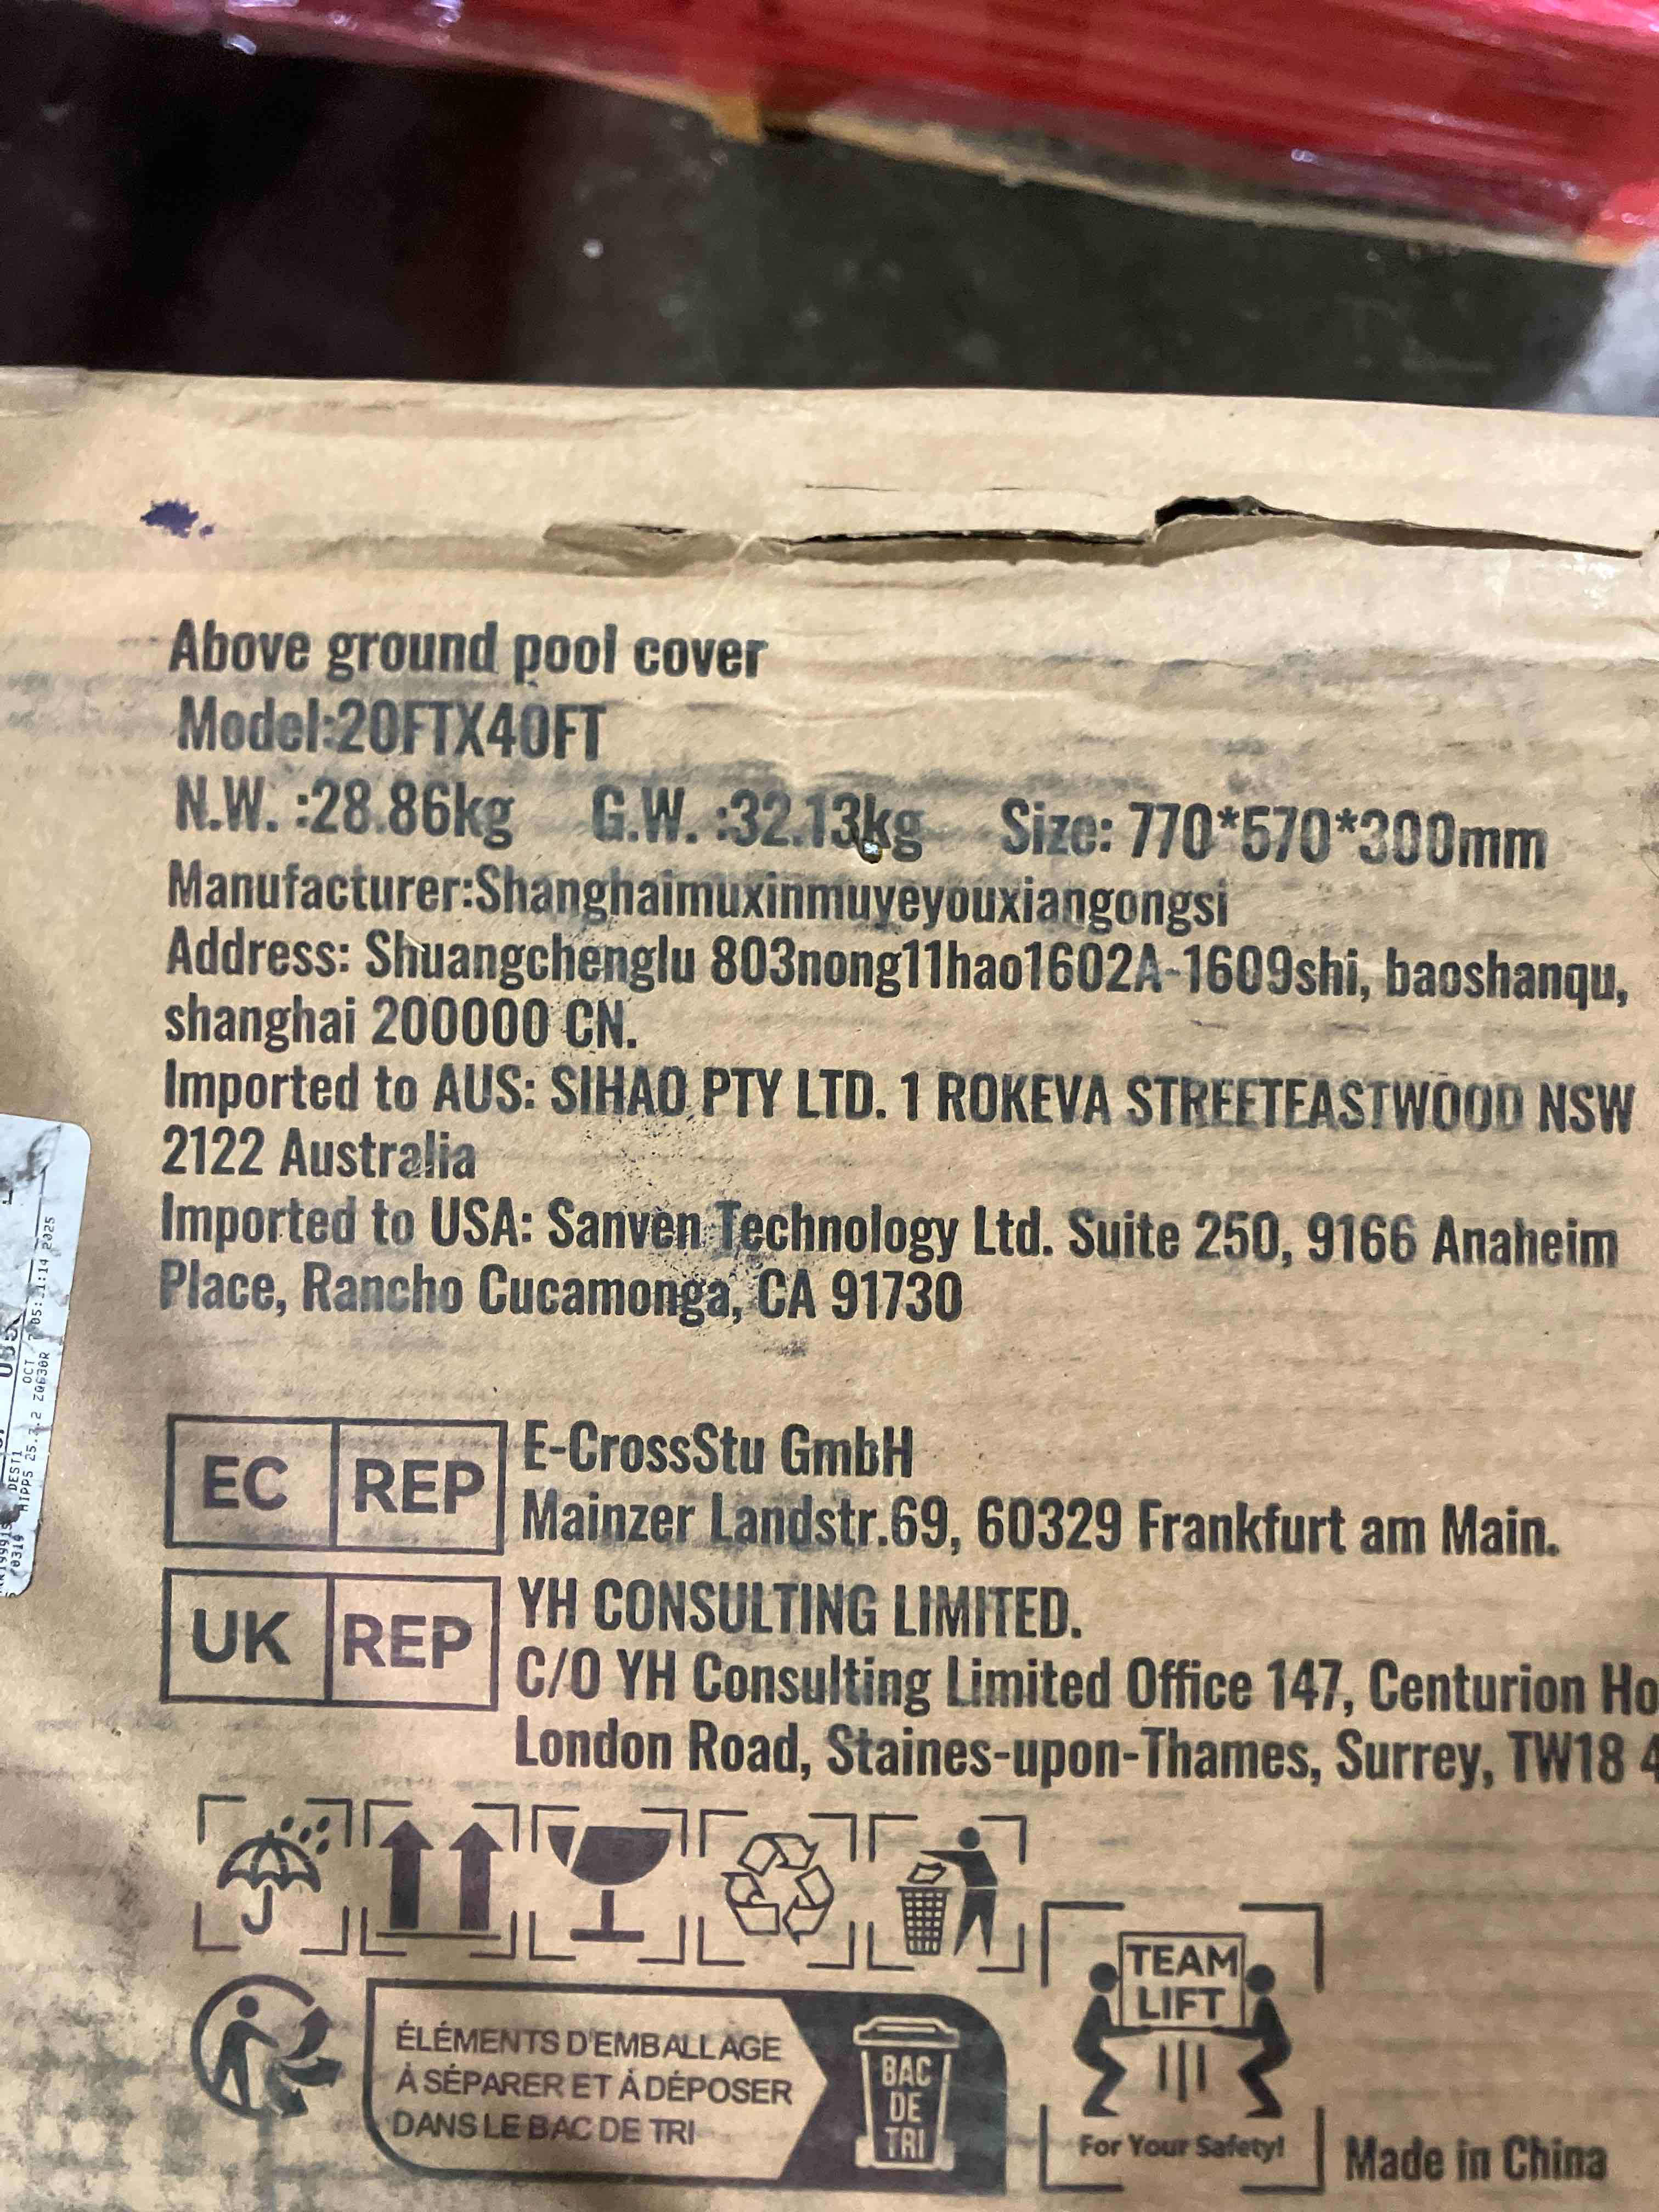 Above ground pool cover
Model:20FTX40FT
N.W. :28.86kg G.W. :32.13kg Size: 770*570*300mm
Manufacturer:Shanghaimuxinmuyeyouxiangongsi
Address: Shuangchenglu 803nong11hao1602A-1609shi, baoshanqu,
shanghai 200000 CN.
Imported to AUS: SIHAO PTY LTD. 1 ROKEVA STREETEASTWOOD NSW
2122 Australia
Imported to USA: Sanven Technology Ltd. Suite 250, 9166 Anaheim
Place, Rancho Cucamonga, CA 91730
EC REP E-CrossStu GmbH
Mainzer Landstr.69, 60329 Frankfurt am Main.
UK REP YH CONSULTING LIMITED.
C/O YH Consulting Limited Office 147, Centurion Ho
London Road, Staines-upon-Thames, Surrey, TW18 4
TEAM
LIFT
For Your Safety!
ÉLÉMENTS D'EMBALLAGE
À SÉPARER ET À DÉPOSER
DANS LE BAC DE TRI
BAC
DE
TRI
Made in China